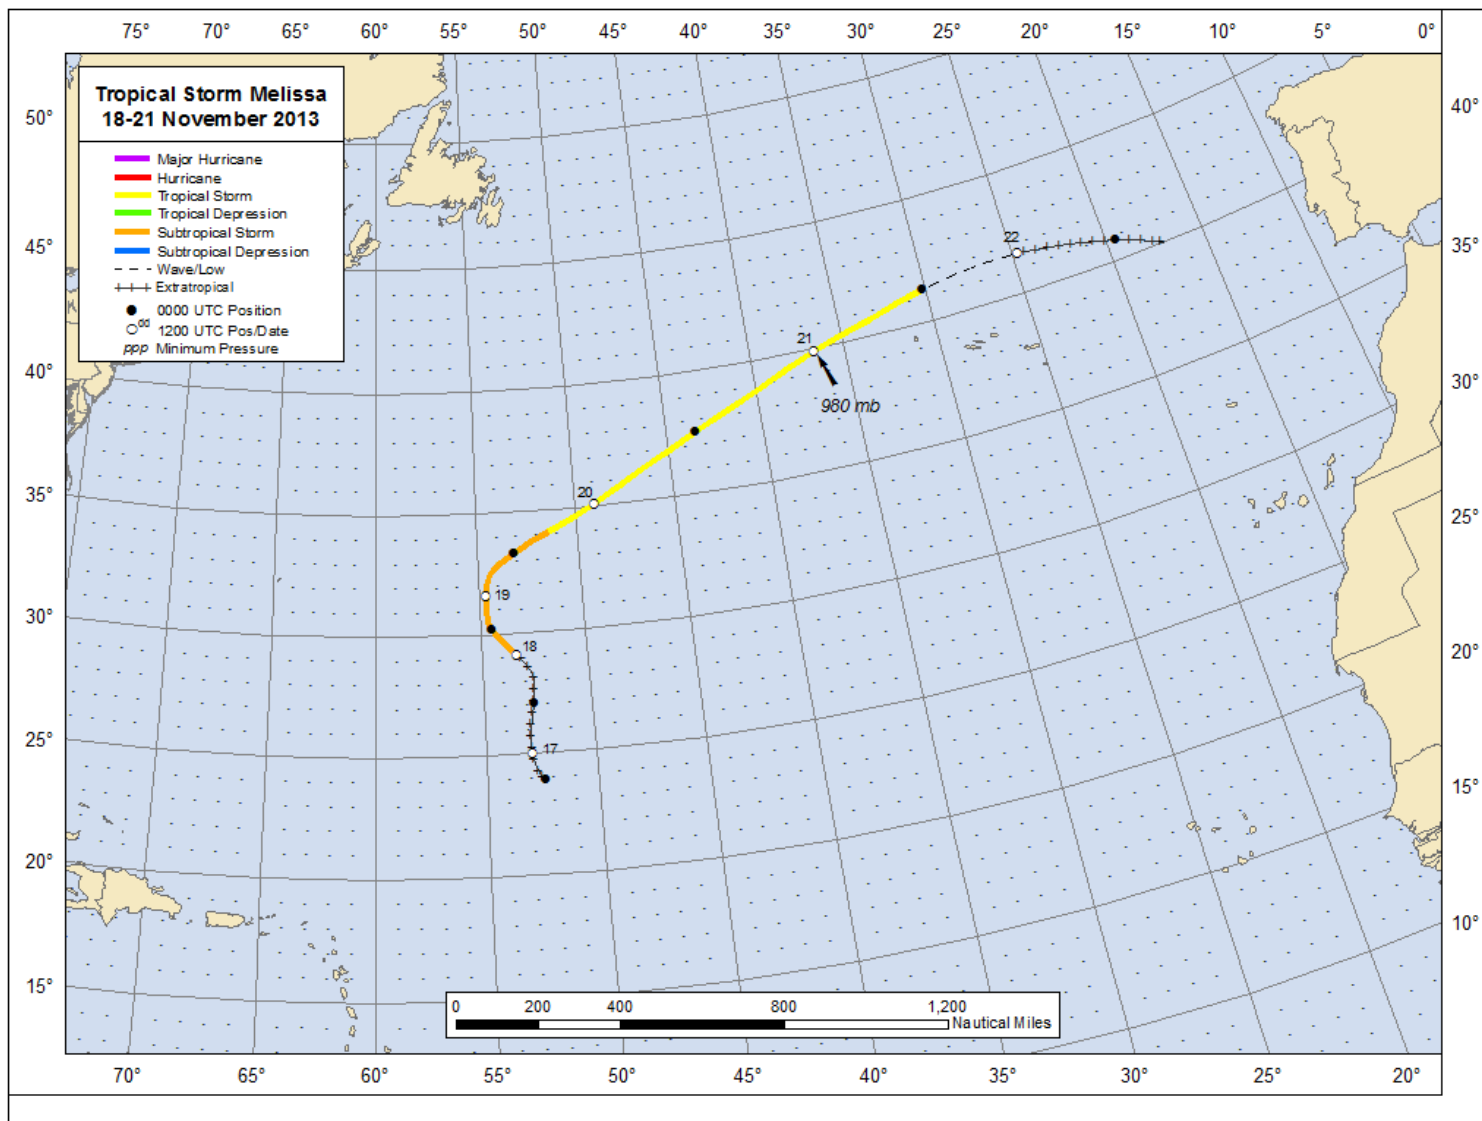 75° 70° 65° 60° 55° 50° 45° 40° 35° 30° 25° 20° 15° 10° 5° 0°
Tropical Storm Melissa
18-21 November 2013
Major Hurricane
Hurricane
Tropical Storm
Tropical Depression
Subtropical Storm
Subtropical Depression
Wave/Low
Extratropical
0000 UTC Position
dd 1200 UTC Pos/Date
ppp Minimum Pressure
50°
45°
40°
35°
30°
25°
20°
15°
40°
35°
30°
25°
20°
15°
10°
22
21
980 mb
20
19
18
17
0 200 400 800 1,200
Nautical Miles
70° 65° 60° 55° 50° 45° 40° 35° 30° 25° 20°